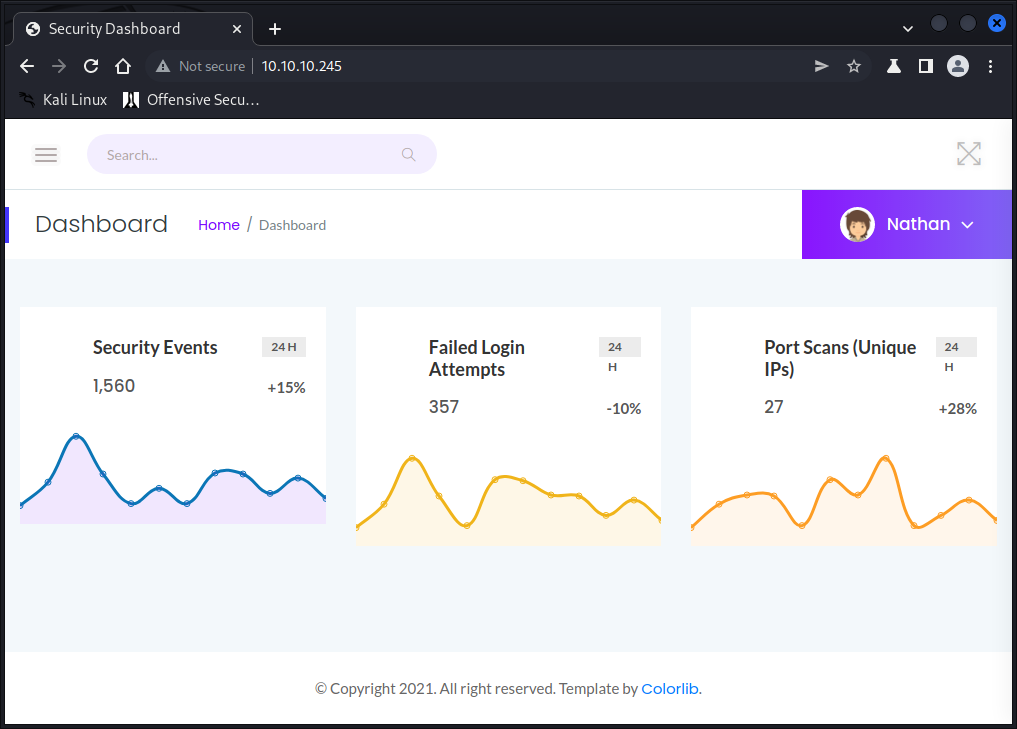 Security Dashboard
Not secure 10.10.10.245
Kali Linux Offensive Secu…
Search...
Dashboard Home / Dashboard Nathan
Security Events 24 H
1,560 +15%
Failed Login Attempts 24 H
357 -10%
Port Scans (Unique IPs) 24 H
27 +28%
© Copyright 2021. All right reserved. Template by Colorlib.